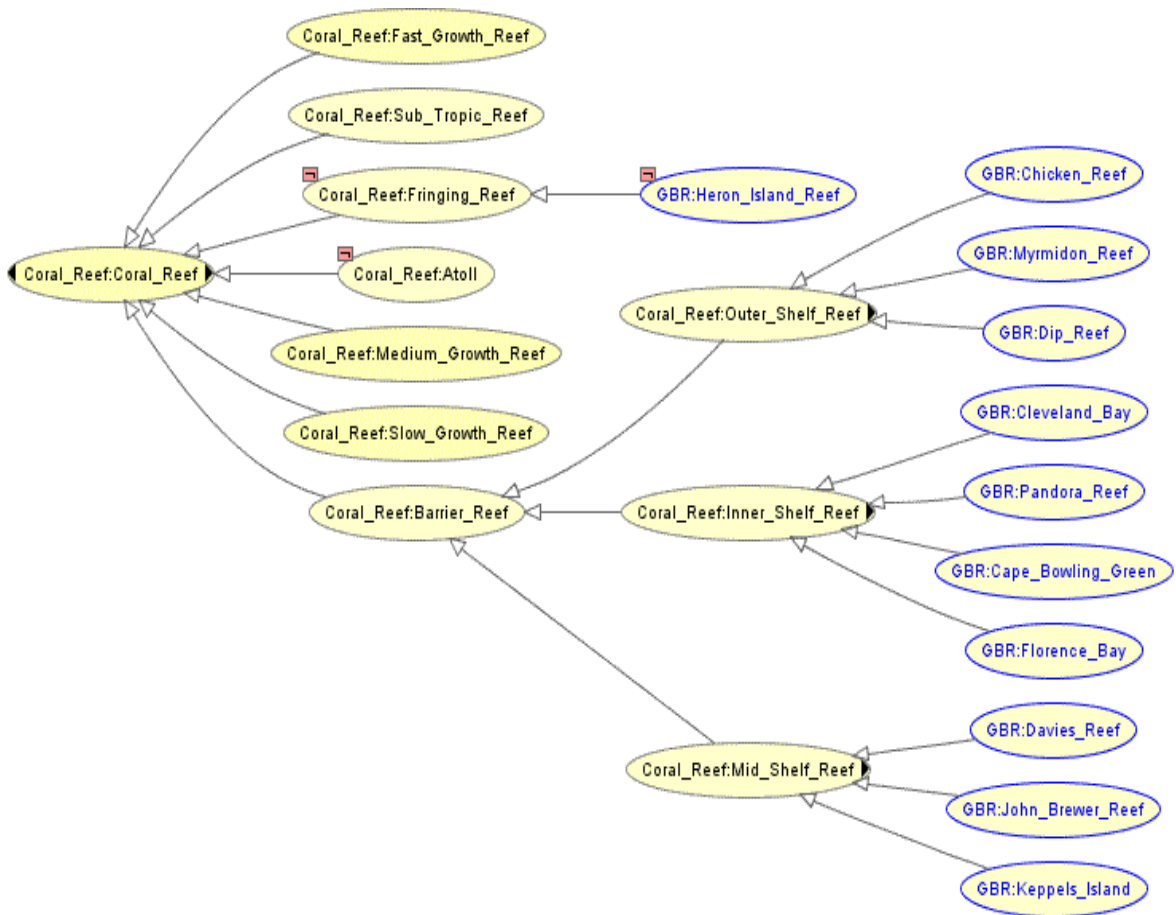 Coral_Reef:Fast_Growth_Reef
Coral_Reef:Sub_Tropic_Reef
Coral_Reef:Fringing_Reef
GBR:Heron_Island_Reef
GBR:Chicken_Reef
GBR:Myrmidon_Reef
Coral_Reef:Coral_Reef
Coral_Reef:Atoll
Coral_Reef:Outer_Shelf_Reef
GBR:Dip_Reef
Coral_Reef:Medium_Growth_Reef
Coral_Reef:Slow_Growth_Reef
GBR:Cleveland_Bay
Coral_Reef:Barrier_Reef
Coral_Reef:Inner_Shelf_Reef
GBR:Pandora_Reef
GBR:Cape_Bowling_Green
GBR:Florence_Bay
GBR:Davies_Reef
Coral_Reef:Mid_Shelf_Reef
GBR:John_Brewer_Reef
GBR:Keppels_Island